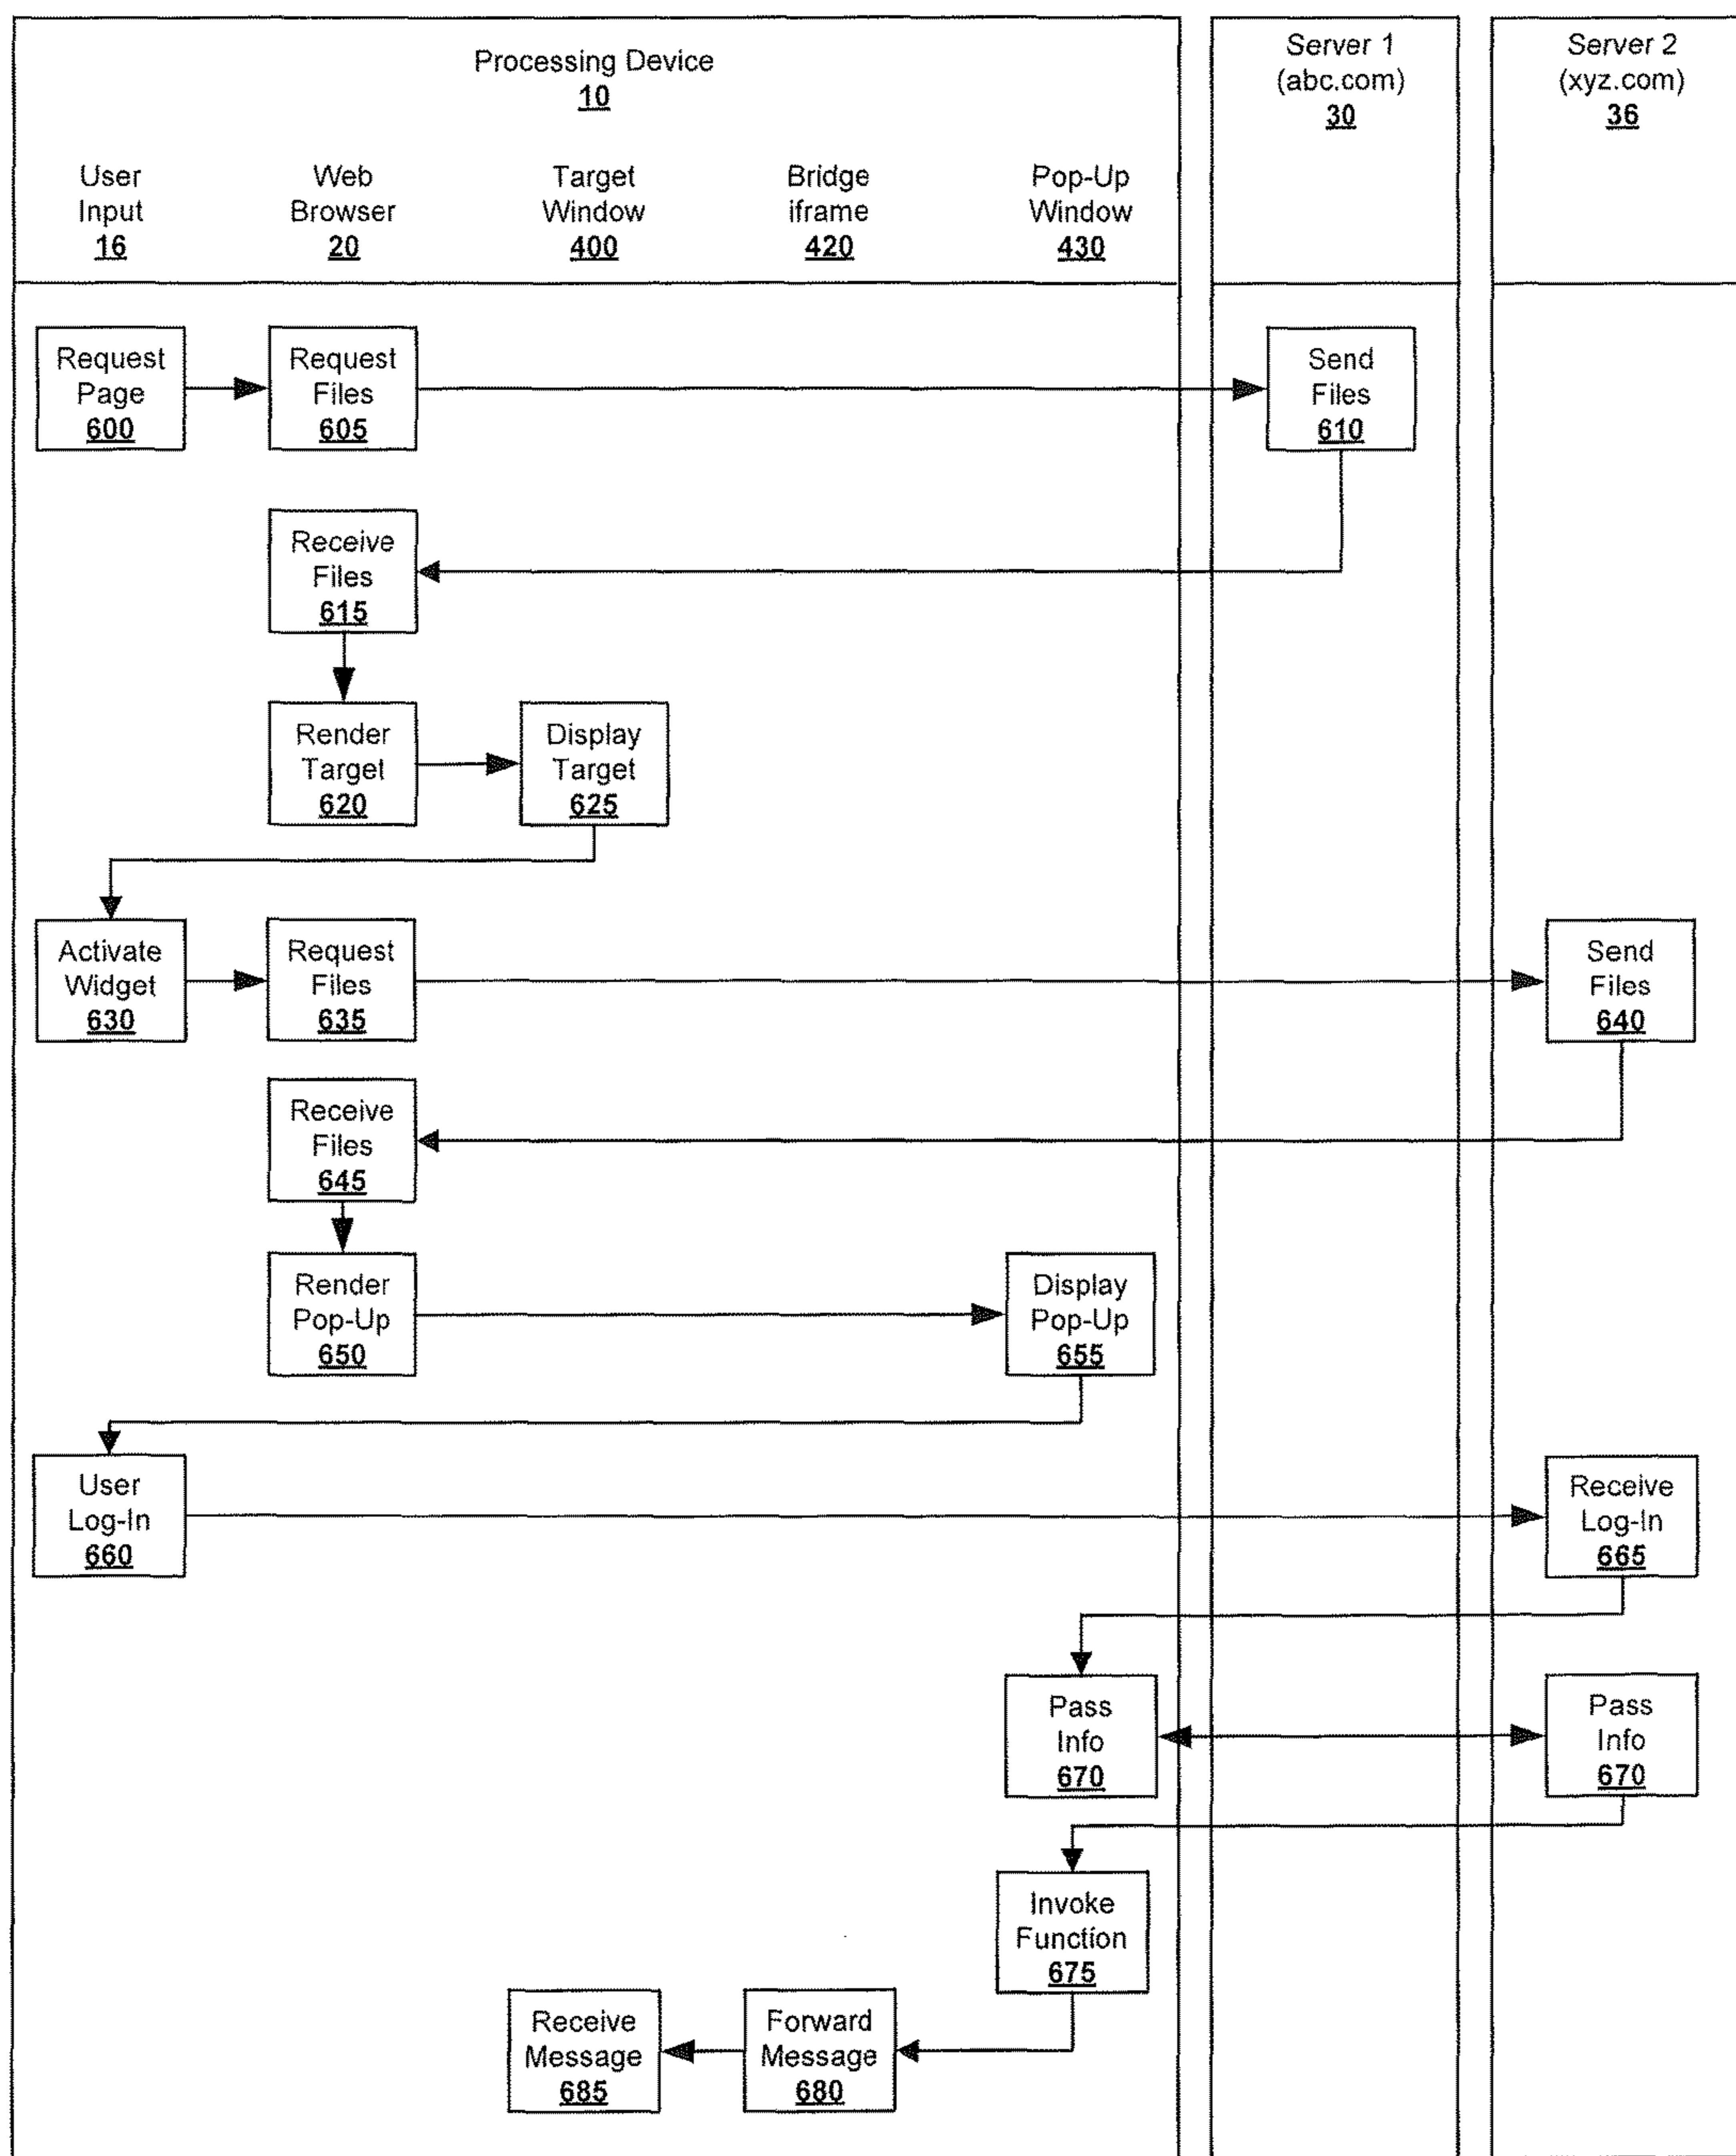 Processing Device
10
Server 1
(abc.com)
30
Server 2
(xyz.com)
36
User
Input
16
Web
Browser
20
Target
Window
400
Bridge
iframe
420
Pop-Up
Window
430
Request
Page
600
Request
Files
605
Send
Files
610
Receive
Files
615
Render
Target
620
Display
Target
625
Activate
Widget
630
Request
Files
635
Send
Files
640
Receive
Files
645
Render
Pop-Up
650
Display
Pop-Up
655
User
Log-In
660
Receive
Log-In
665
Pass
Info
670
Pass
Info
670
Invoke
Function
675
Receive
Message
685
Forward
Message
680